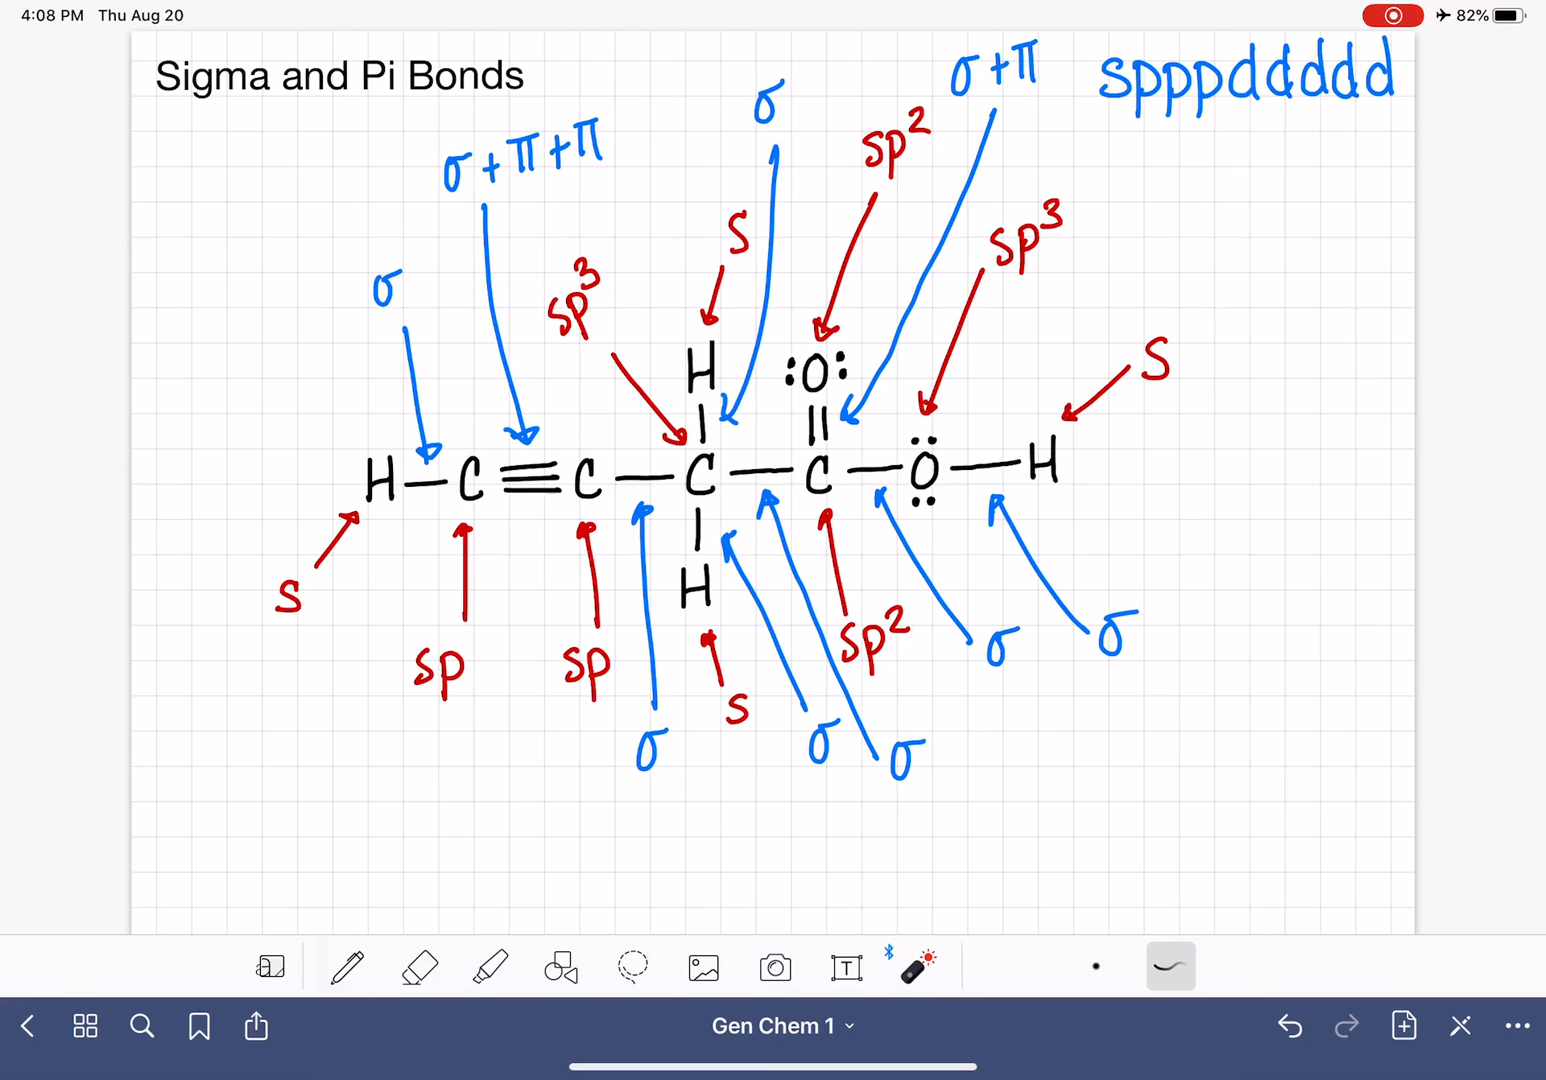 4:08 PM Thu Aug 20
82%
Sigma and Pi Bonds
σ+π
spppddddd
σ
sp²
σ+π+π
s
sp³
σ
sp³
s
H
:O:
H–C≡C–C–C–O–H
H
s
sp
sp
s
sp²
σ
σ
σ
σ
σ
T
Gen Chem 1